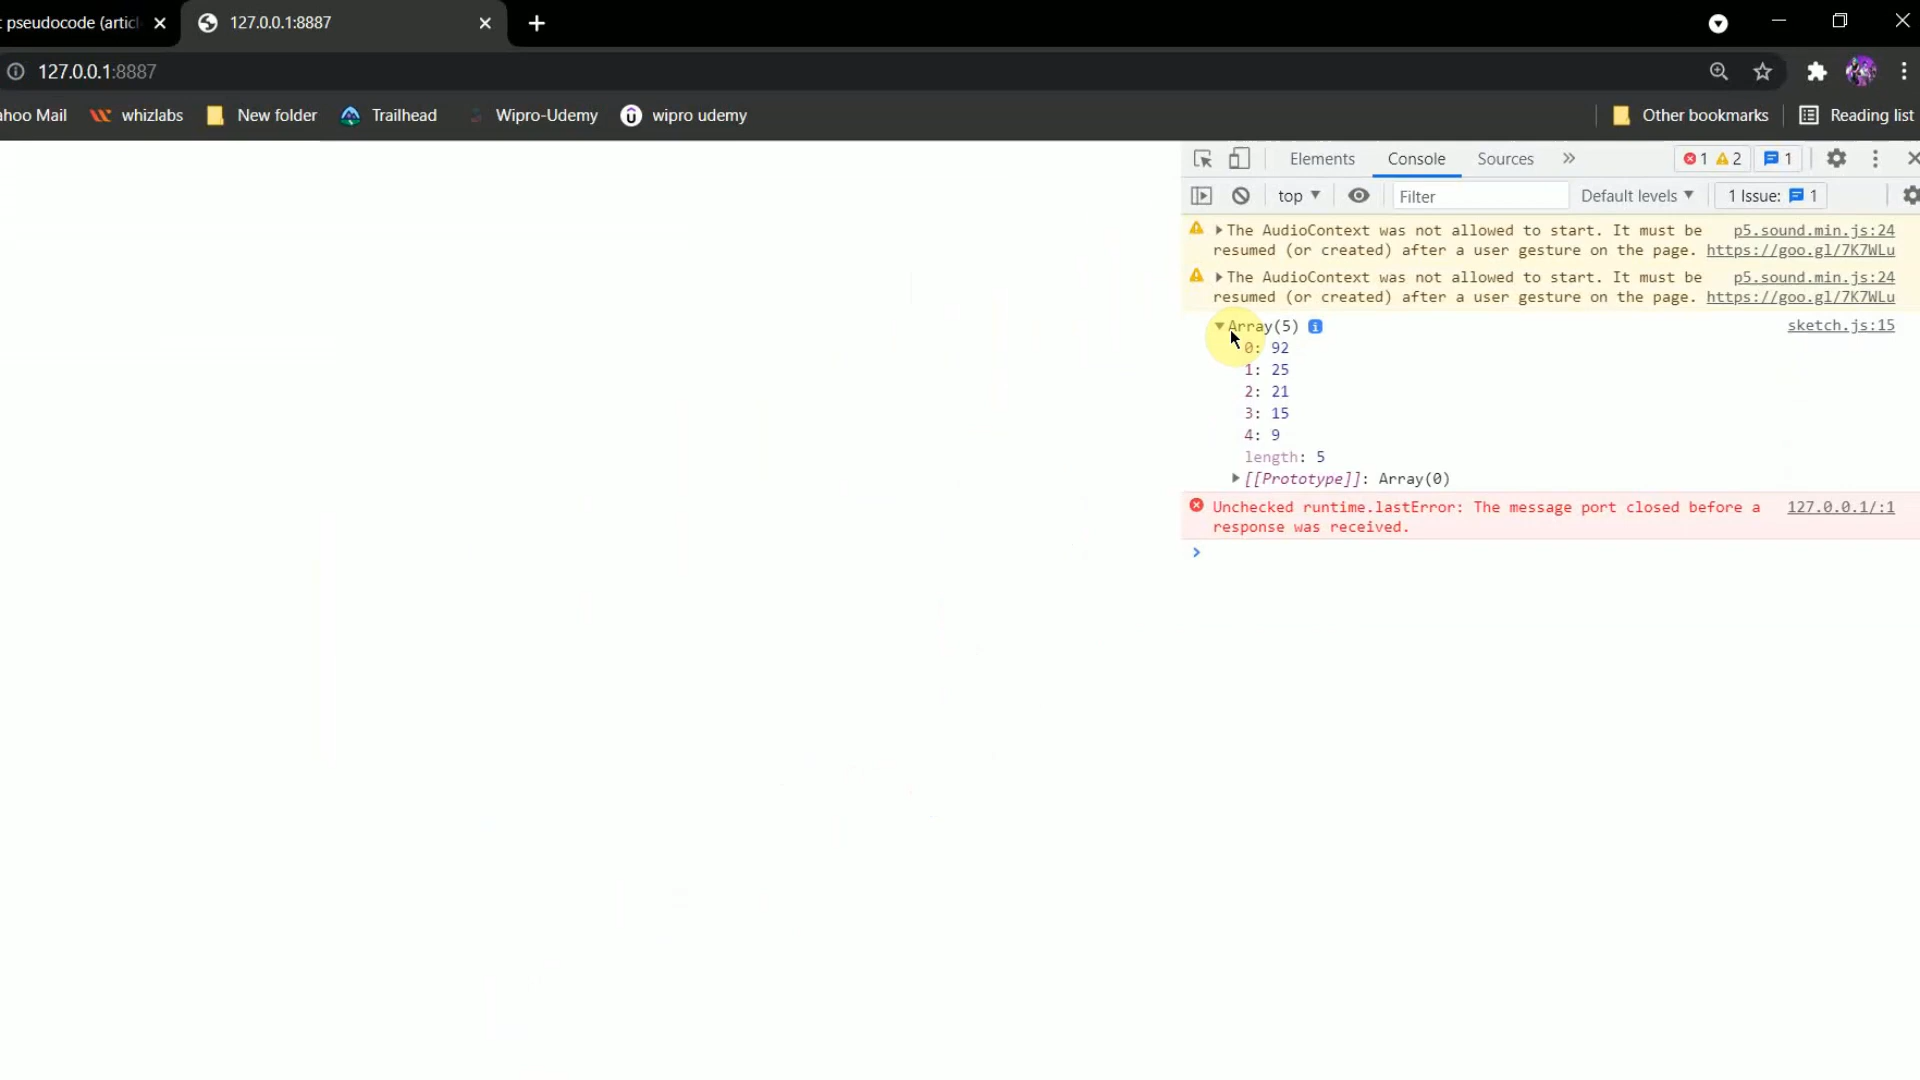 : pseudocode (artic
127.0.0.1:8887
127.0.0.1:8887
ahoo Mail
whizlabs
New folder
Trailhead
Wipro-Udemy
wipro udemy
Other bookmarks
Reading list
Elements
Console
Sources
»
1
2
1
top
Filter
Default levels
1 Issue:
1
The AudioContext was not allowed to start. It must be p5.sound.min.js:24
resumed (or created) after a user gesture on the page. https://goo.gl/7K7WLu
The AudioContext was not allowed to start. It must be p5.sound.min.js:24
resumed (or created) after a user gesture on the page. https://goo.gl/7K7WLu
Array(5) i sketch.js:15
0: 92
1: 25
2: 21
3: 15
4: 9
length: 5
[[Prototype]]: Array(0)
Unchecked runtime.lastError: The message port closed before a 127.0.0.1/:1
response was received.